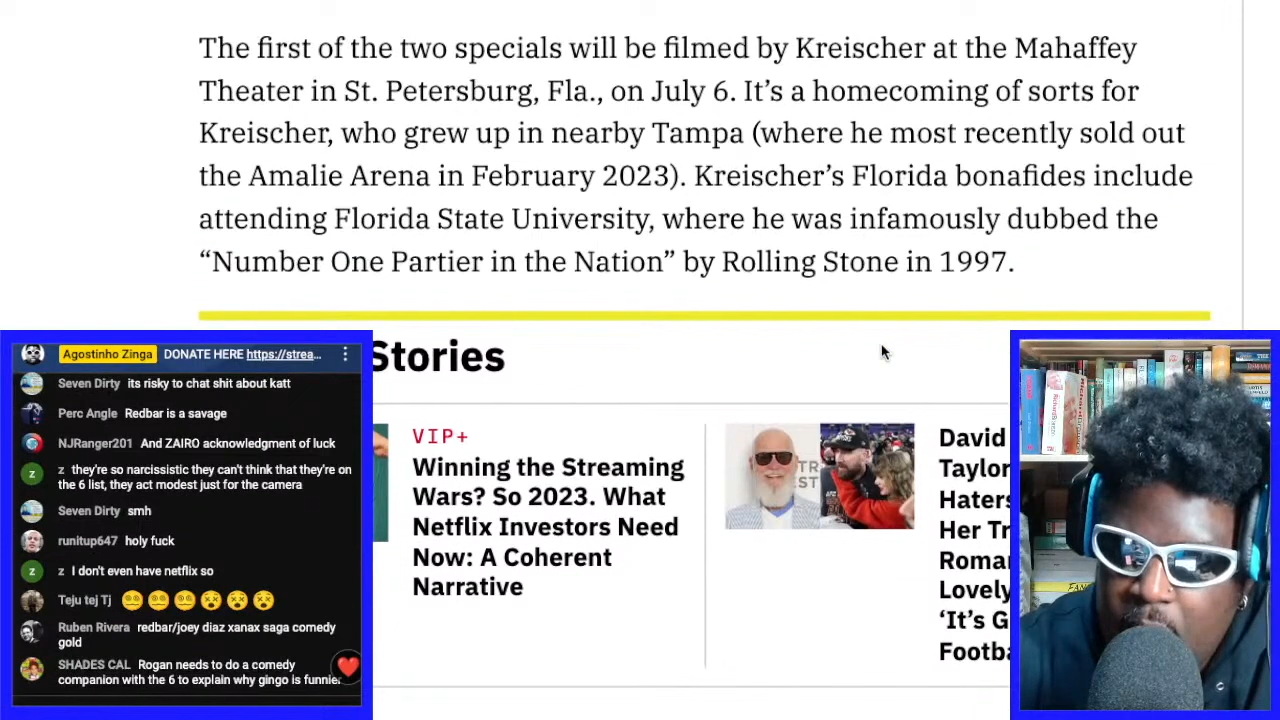 The first of the two specials will be filmed by Kreischer at the Mahaffey
Theater in St. Petersburg, Fla., on July 6. It’s a homecoming of sorts for
Kreischer, who grew up in nearby Tampa (where he most recently sold out
the Amalie Arena in February 2023). Kreischer’s Florida bonafides include
attending Florida State University, where he was infamously dubbed the
“Number One Partier in the Nation” by Rolling Stone in 1997.
Stories
Agostinho Zinga DONATE HERE https://strea...
Seven Dirty its risky to chat shit about katt
Perc Angle Redbar is a savage
NJRanger201 And ZAIRO acknowledgment of luck
z they're so narcissistic they can't think that they're on
the 6 list, they act modest just for the camera
Seven Dirty smh
runitup647 holy fuck
z I don't even have netflix so
Teju tej Tj
Ruben Rivera redbar/joey diaz xanax saga comedy
gold
SHADES CAL Rogan needs to do a comedy
companion with the 6 to explain why gingo is funnier
VIP+
Winning the Streaming
Wars? So 2023. What
Netflix Investors Need
Now: A Coherent
Narrative
David
Taylor
Haters
Her Tr
Roman
Lovely
‘It’s G
Footba